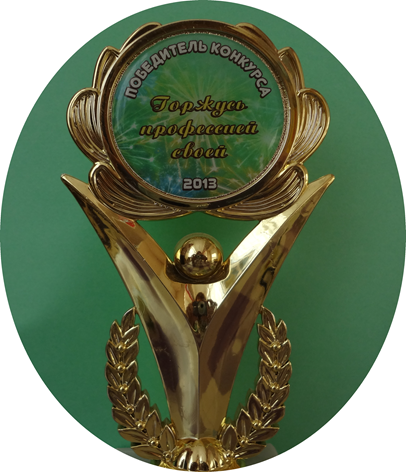 ПОБЕДИТЕЛЬ КОНКУРСА
Горжусь
профессией
своей
2013